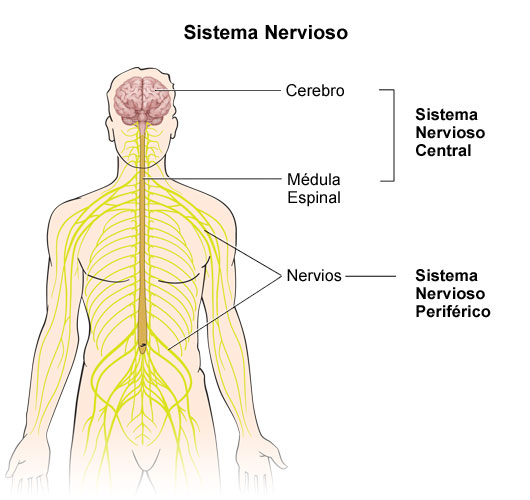 Sistema Nervioso
Cerebro
Sistema
Nervioso
Central
Médula
Espinal
Nervios
Sistema
Nervioso
Periférico